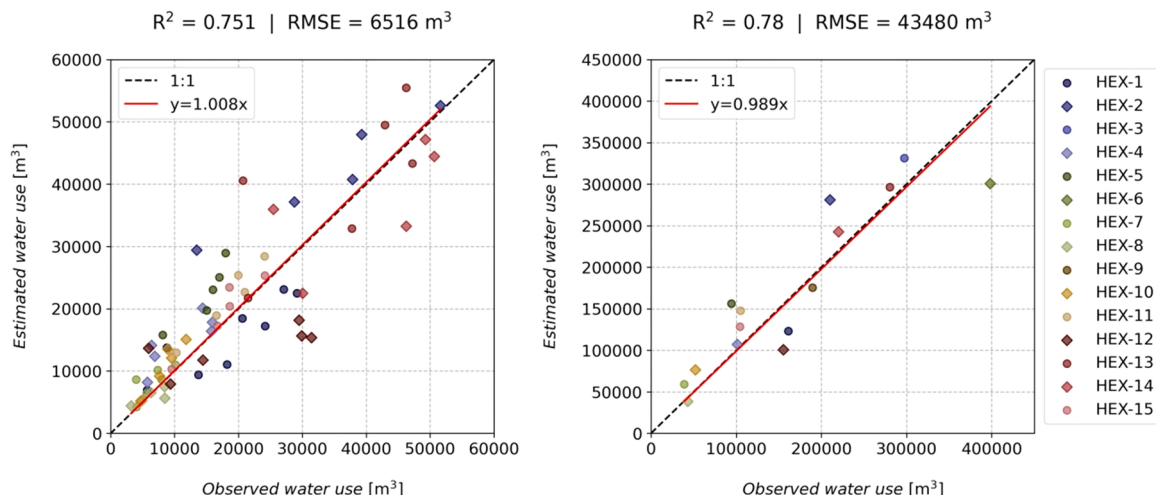 R² = 0.751 | RMSE = 6516 m³
60000
50000
40000
30000
20000
10000
0
0 10000 20000 30000 40000 50000 60000
1:1
y=1.008x
Estimated water use [m³]
Observed water use [m³]
R² = 0.78 | RMSE = 43480 m³
450000
400000
350000
300000
250000
200000
150000
100000
50000
0
0 100000 200000 300000 400000
1:1
y=0.989x
Estimated water use [m³]
Observed water use [m³]
HEX-1
HEX-2
HEX-3
HEX-4
HEX-5
HEX-6
HEX-7
HEX-8
HEX-9
HEX-10
HEX-11
HEX-12
HEX-13
HEX-14
HEX-15